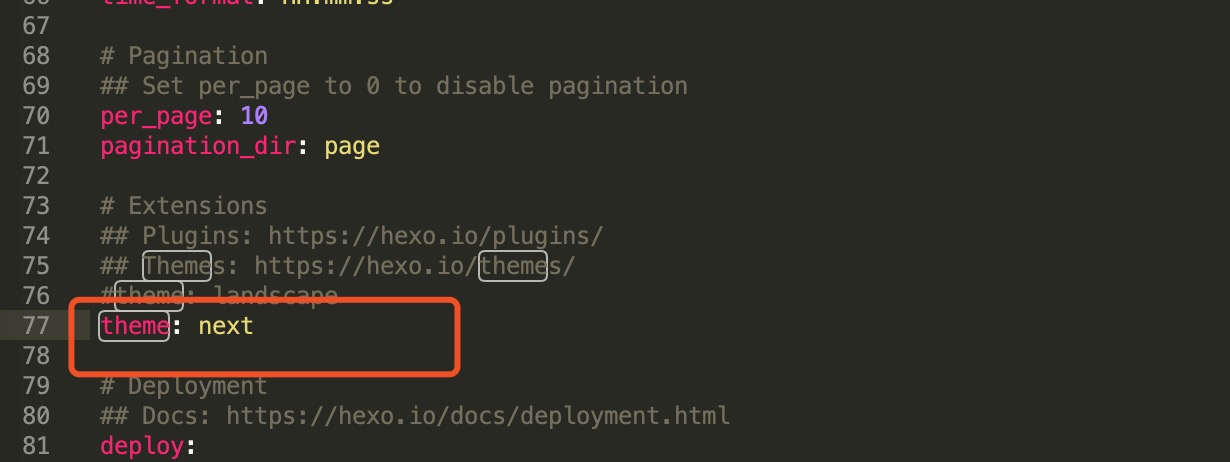 67
68 # Pagination
69 ## Set per_page to 0 to disable pagination
70 per_page: 10
71 pagination_dir: page
72
73 # Extensions
74 ## Plugins: https://hexo.io/plugins/
75 ## Themes: https://hexo.io/themes/
76 #theme: landscape
77 theme: next
78
79 # Deployment
80 ## Docs: https://hexo.io/docs/deployment.html
81 deploy: